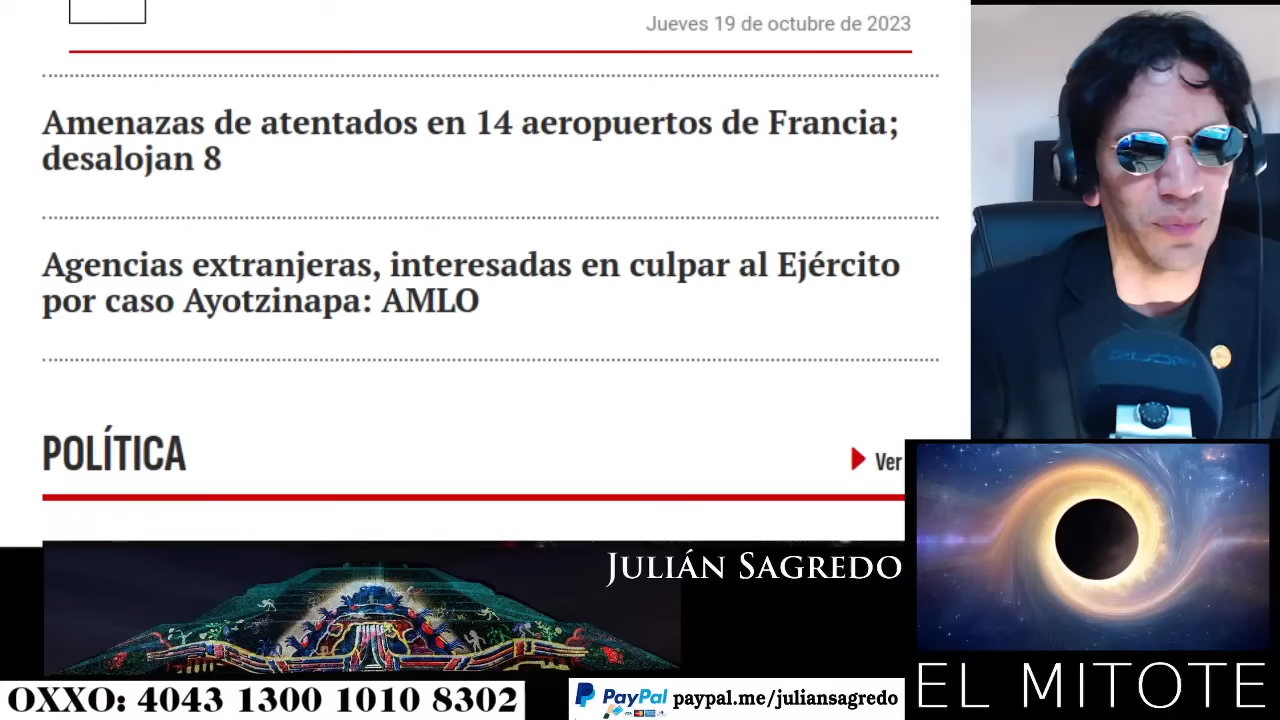 Jueves 19 de octubre de 2023
Amenazas de atentados en 14 aeropuertos de Francia;
desalojan 8
Agencias extranjeras, interesadas en culpar al Ejército
por caso Ayotzinapa: AMLO
POLÍTICA
Ver
JULIÁN SAGREDO
OXXO: 4043 1300 1010 8302
PayPal
paypal.me/juliansagredo
EL MITOTE